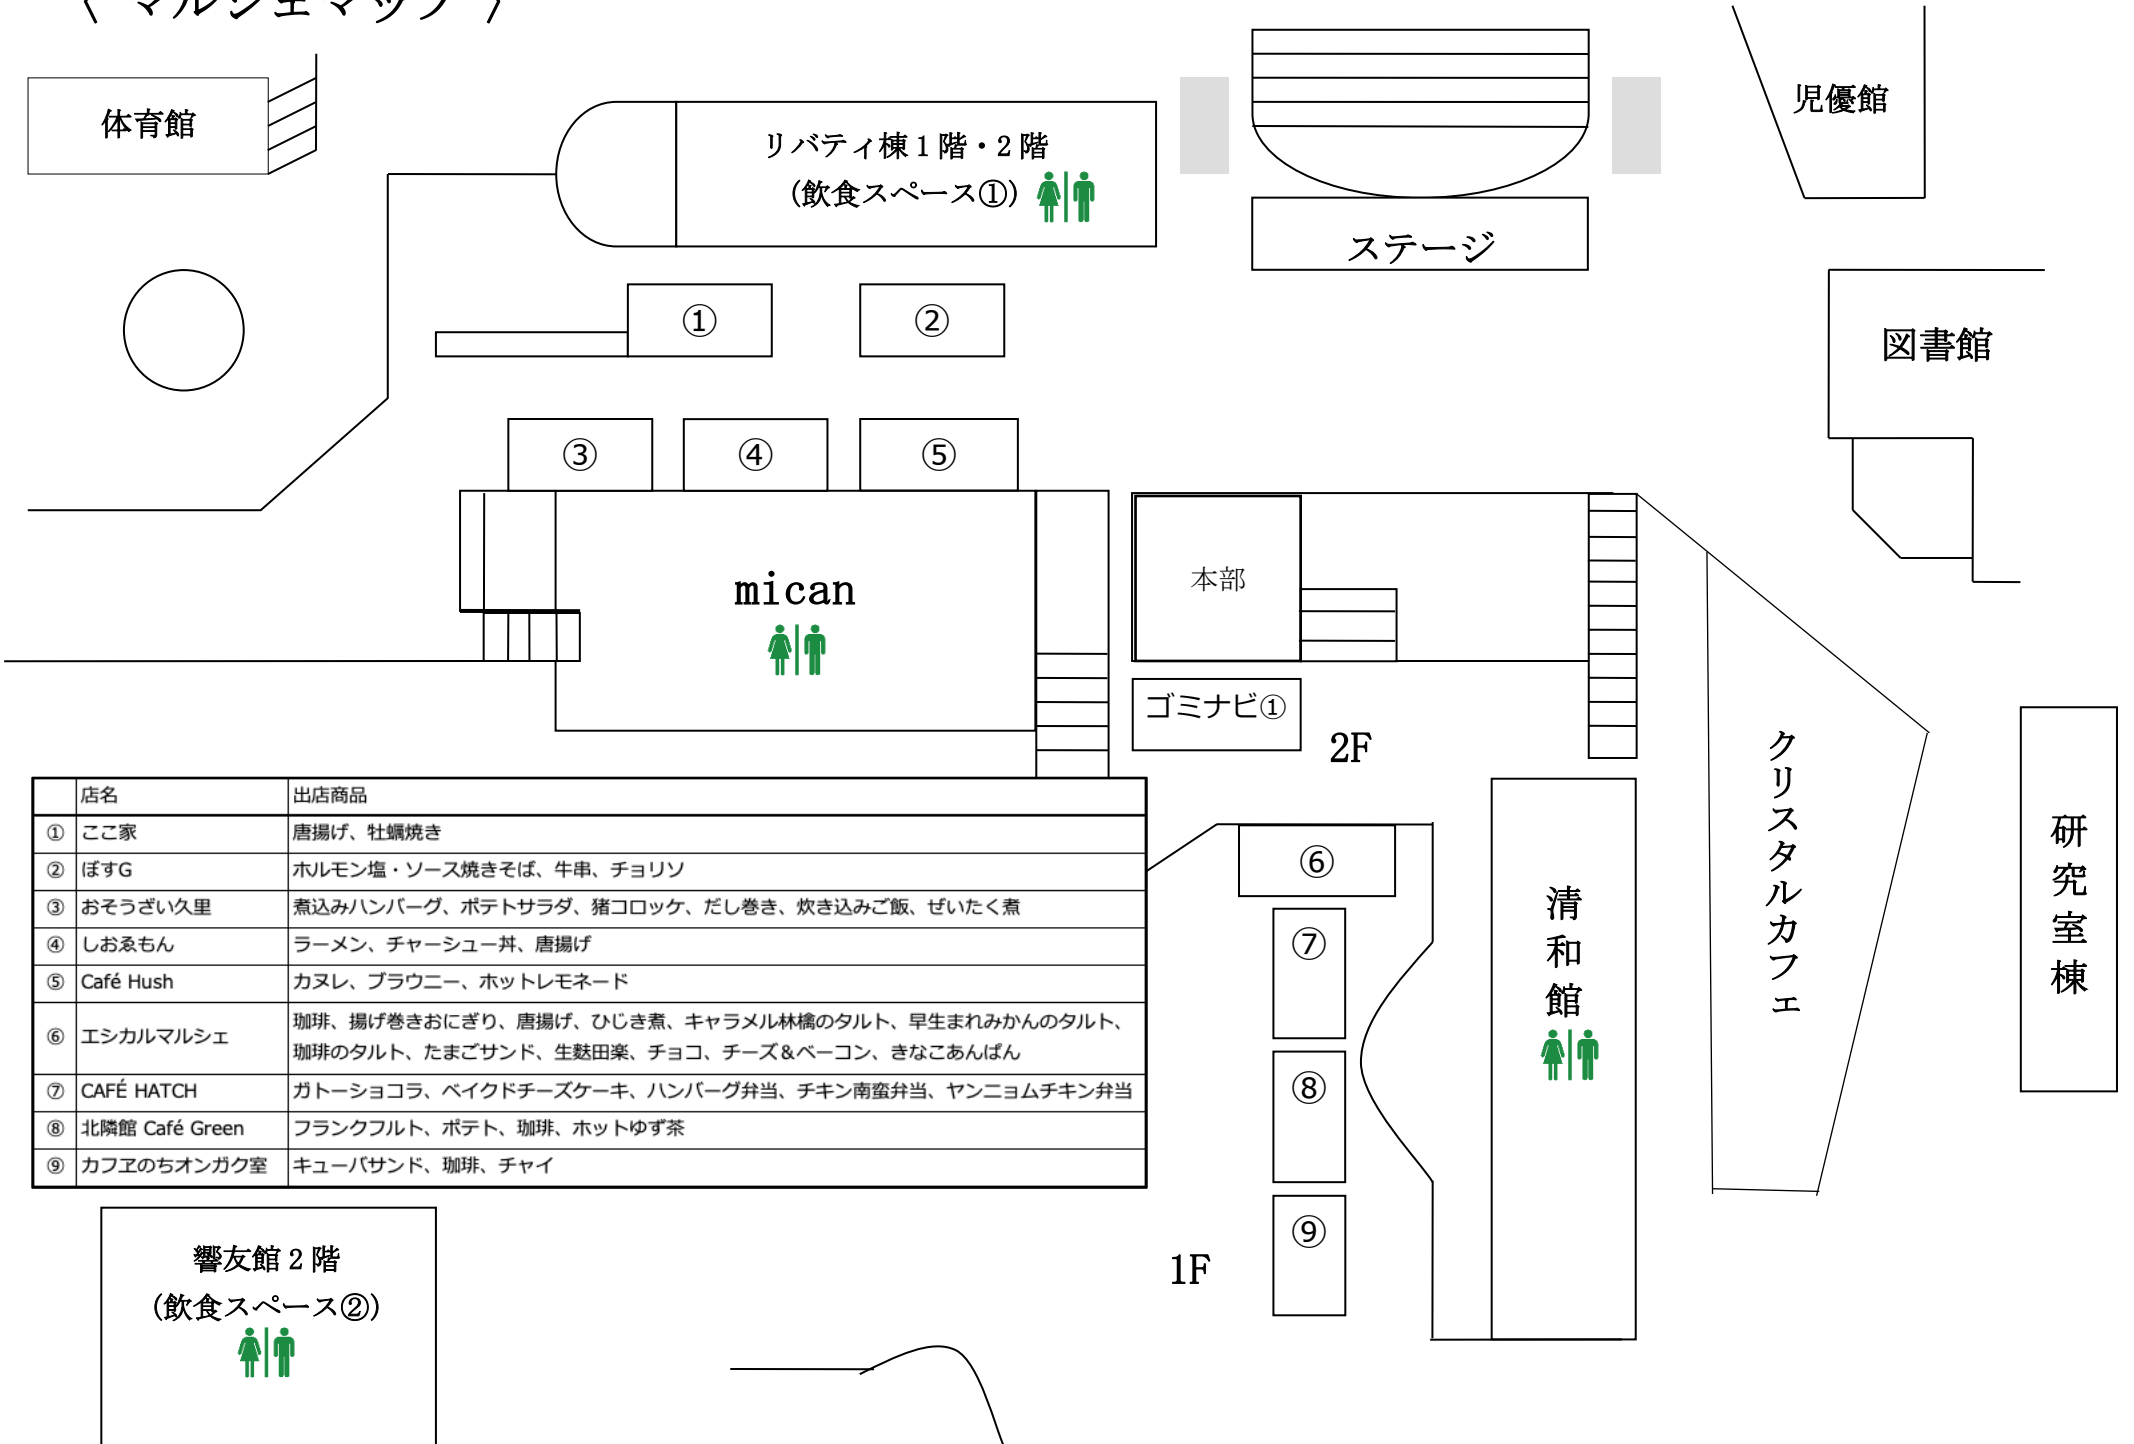 〈 マルシェマップ 〉
体育館
リバティ棟1階・2階
(飲食スペース①)
ステージ
児優館
図書館
①
②
③
④
⑤
mican
本部
ゴミナビ①
2F
クリスタルカフェ
研究室棟
店名 出店商品
① ここ家 唐揚げ、牡蠣焼き
② ぼすG ホルモン塩・ソース焼きそば、牛串、チョリソ
③ おそうざい久里 煮込みハンバーグ、ポテトサラダ、猪コロッケ、だし巻き、炊き込みご飯、ぜいたく煮
④ しおゑもん ラーメン、チャーシュー丼、唐揚げ
⑤ Café Hush カヌレ、ブラウニー、ホットレモネード
⑥ エシカルマルシェ 珈琲、揚げ巻きおにぎり、唐揚げ、ひじき煮、キャラメル林檎のタルト、早生まれみかんのタルト、
珈琲のタルト、たまごサンド、生麩田楽、チョコ、チーズ&ベーコン、きなこあんぱん
⑦ CAFÉ HATCH ガトーショコラ、ベイクドチーズケーキ、ハンバーグ弁当、チキン南蛮弁当、ヤンニョムチキン弁当
⑧ 北隣館 Café Green フランクフルト、ポテト、珈琲、ホットゆず茶
⑨ カフヱのちオンガク室 キューバサンド、珈琲、チャイ
⑥
⑦
⑧
⑨
清和館
1F
響友館2階
(飲食スペース②)